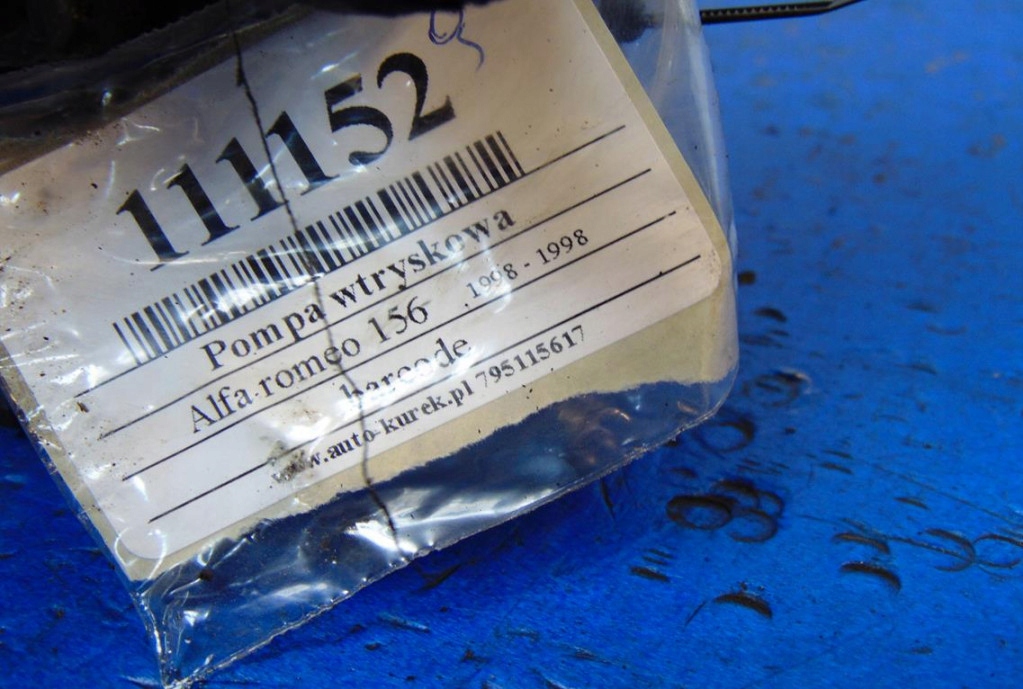 111152
Pompa wtryskowa
Alfa romeo 156 1998 - 1998
barcode
www.auto-kurek.pl 795115617